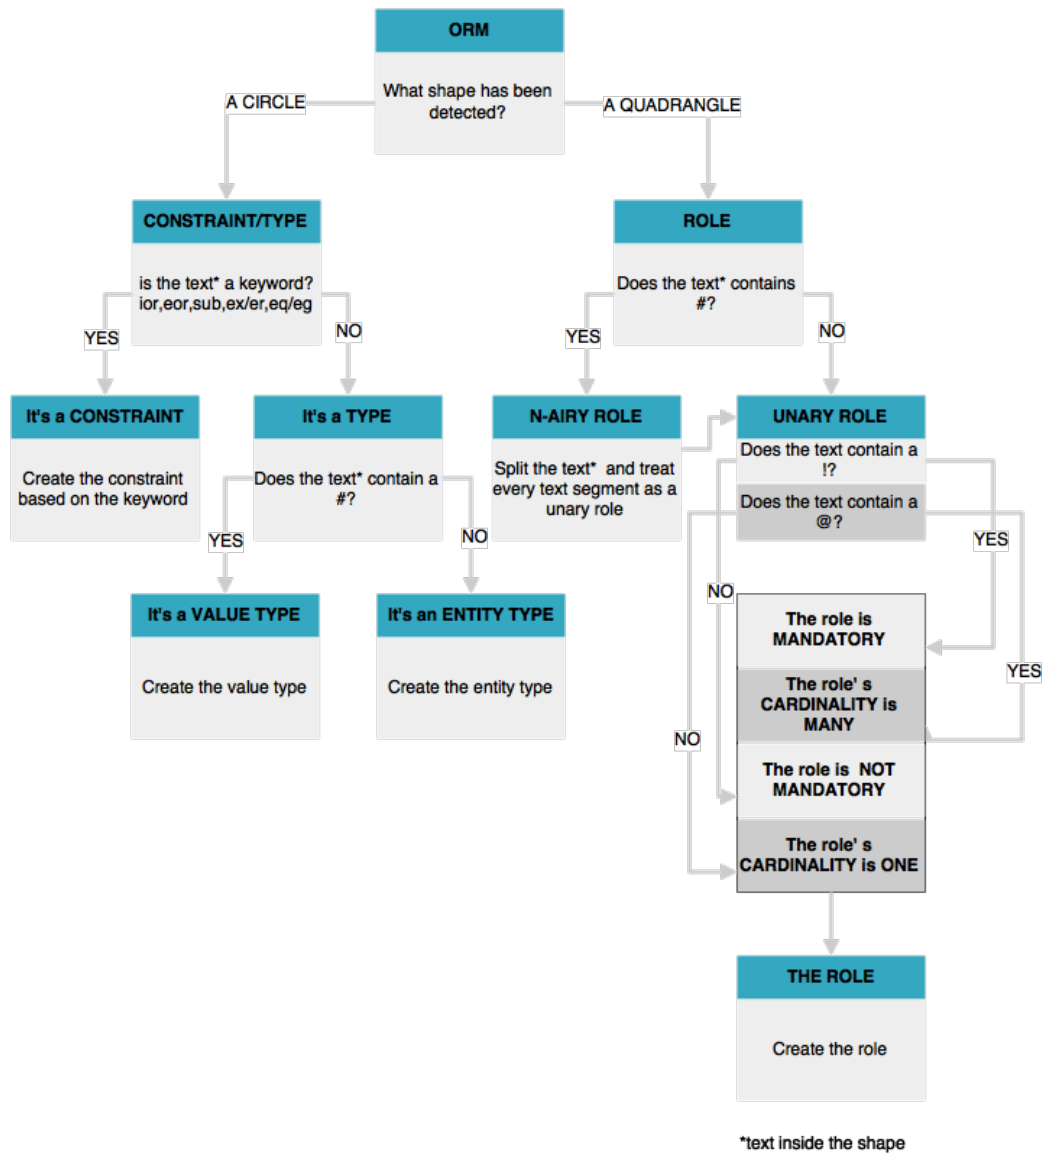 ORM
What shape has been
detected?
A CIRCLE
A QUADRANGLE
CONSTRAINT/TYPE
is the text* a keyword?
ior,eor,sub,ex/er,eq/eg
ROLE
Does the text* contains
#?
YES
NO
YES
NO
It's a CONSTRAINT
Create the constraint
based on the keyword
It's a TYPE
Does the text* contain a
#?
N-AIRY ROLE
Split the text* and treat
every text segment as a
unary role
UNARY ROLE
Does the text contain a
!?
Does the text contain a
@?
YES
NO
YES
NO
It's a VALUE TYPE
Create the value type
It's an ENTITY TYPE
Create the entity type
The role is
MANDATORY
YES
The role' s
CARDINALITY is
MANY
NO
The role is NOT
MANDATORY
The role' s
CARDINALITY is ONE
THE ROLE
Create the role
*text inside the shape